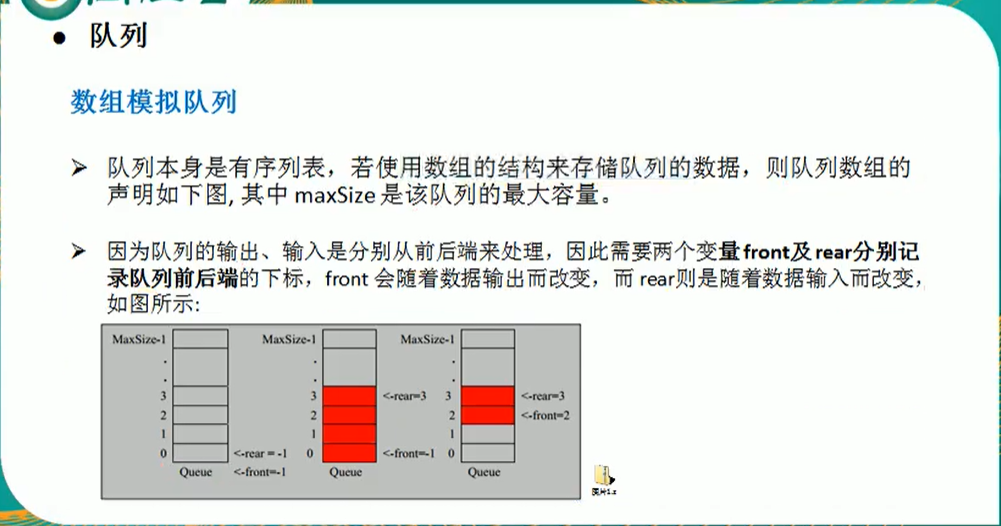 ● 队列
数组模拟队列
➢ 队列本身是有序列表，若使用数组的结构来存储队列的数据，则队列数组的
声明如下图, 其中 maxSize 是该队列的最大容量。
➢ 因为队列的输出、输入是分别从前后端来处理，因此需要两个变量front及 rear分别记
录队列前后端的下标，front 会随着数据输出而改变，而 rear则是随着数据输入而改变，
如图所示:
MaxSize-1 MaxSize-1 MaxSize-1
. . .
. . .
3 3 <-rear=3 3 <-rear=3
2 2 2 <-front=2
1 1 1
0 <-rear = -1 0 <-front=-1 0
Queue <-front=-1 Queue Queue